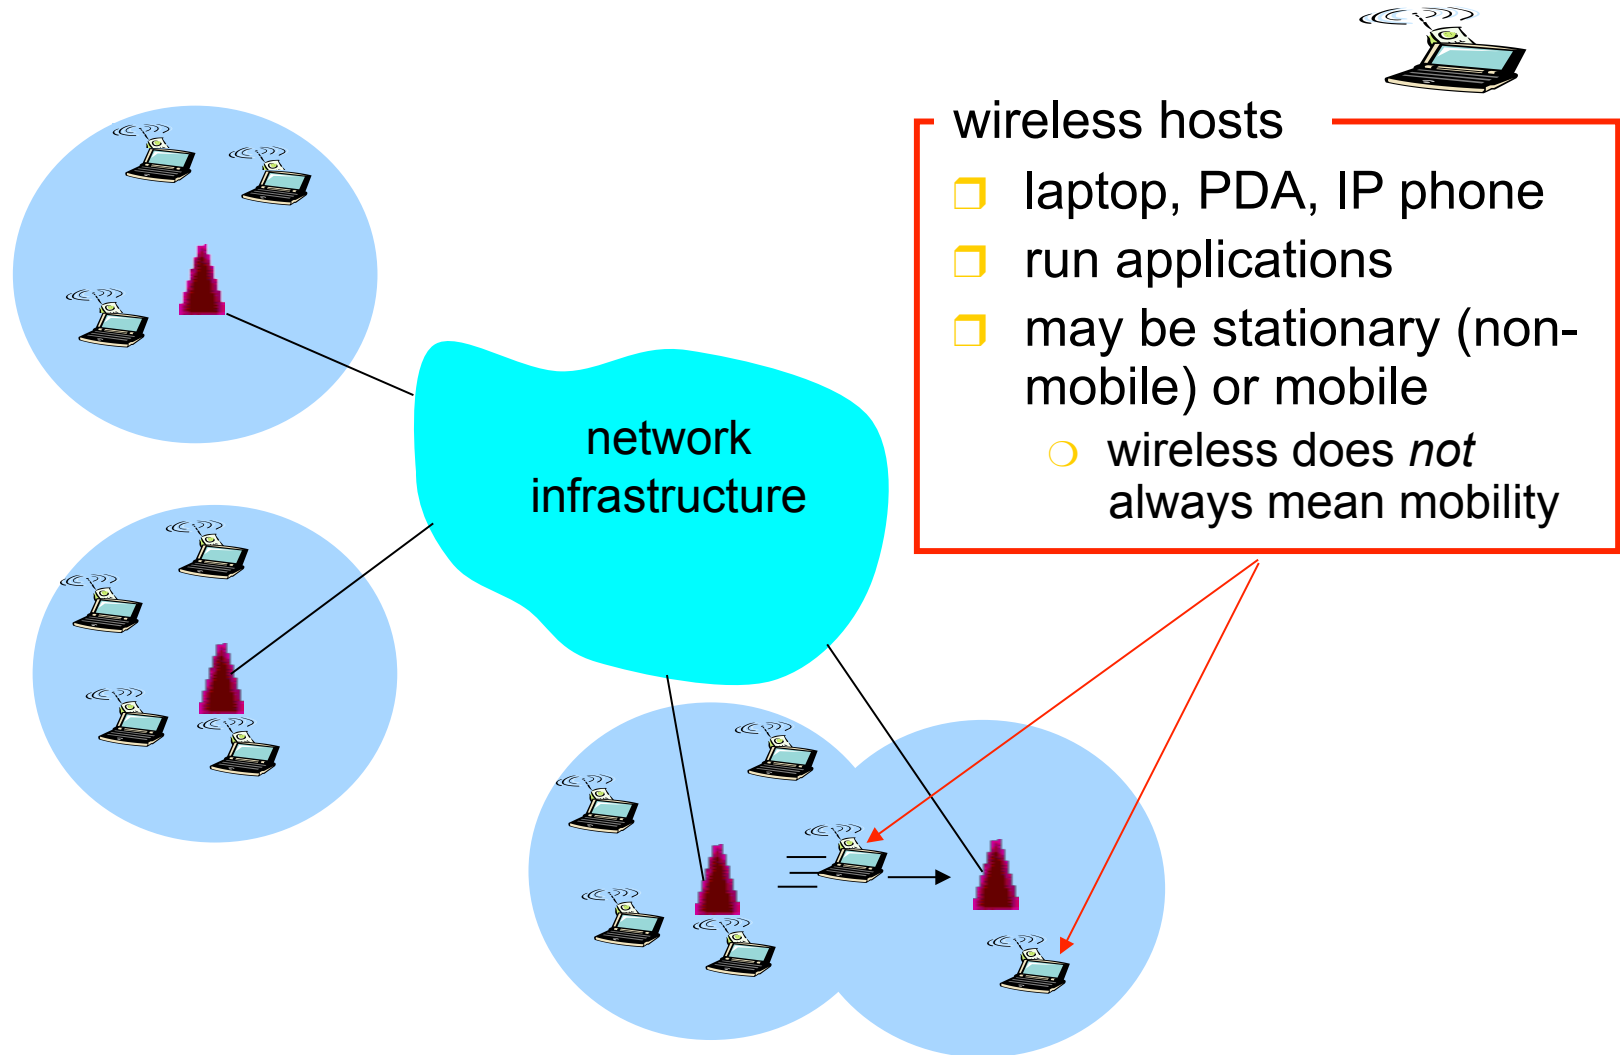 wireless hosts
laptop, PDA, IP phone
run applications
may be stationary (non-
mobile) or mobile
wireless does not
always mean mobility
network
infrastructure